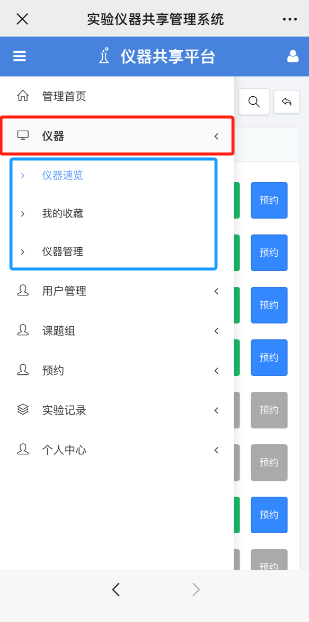 实验仪器共享管理系统
仪器共享平台
管理首页
仪器
仪器速览
预约
我的收藏
仪器管理
预约
用户管理
预约
课题组
预约
预约
预约
实验记录
预约
个人中心
预约
预约
预约